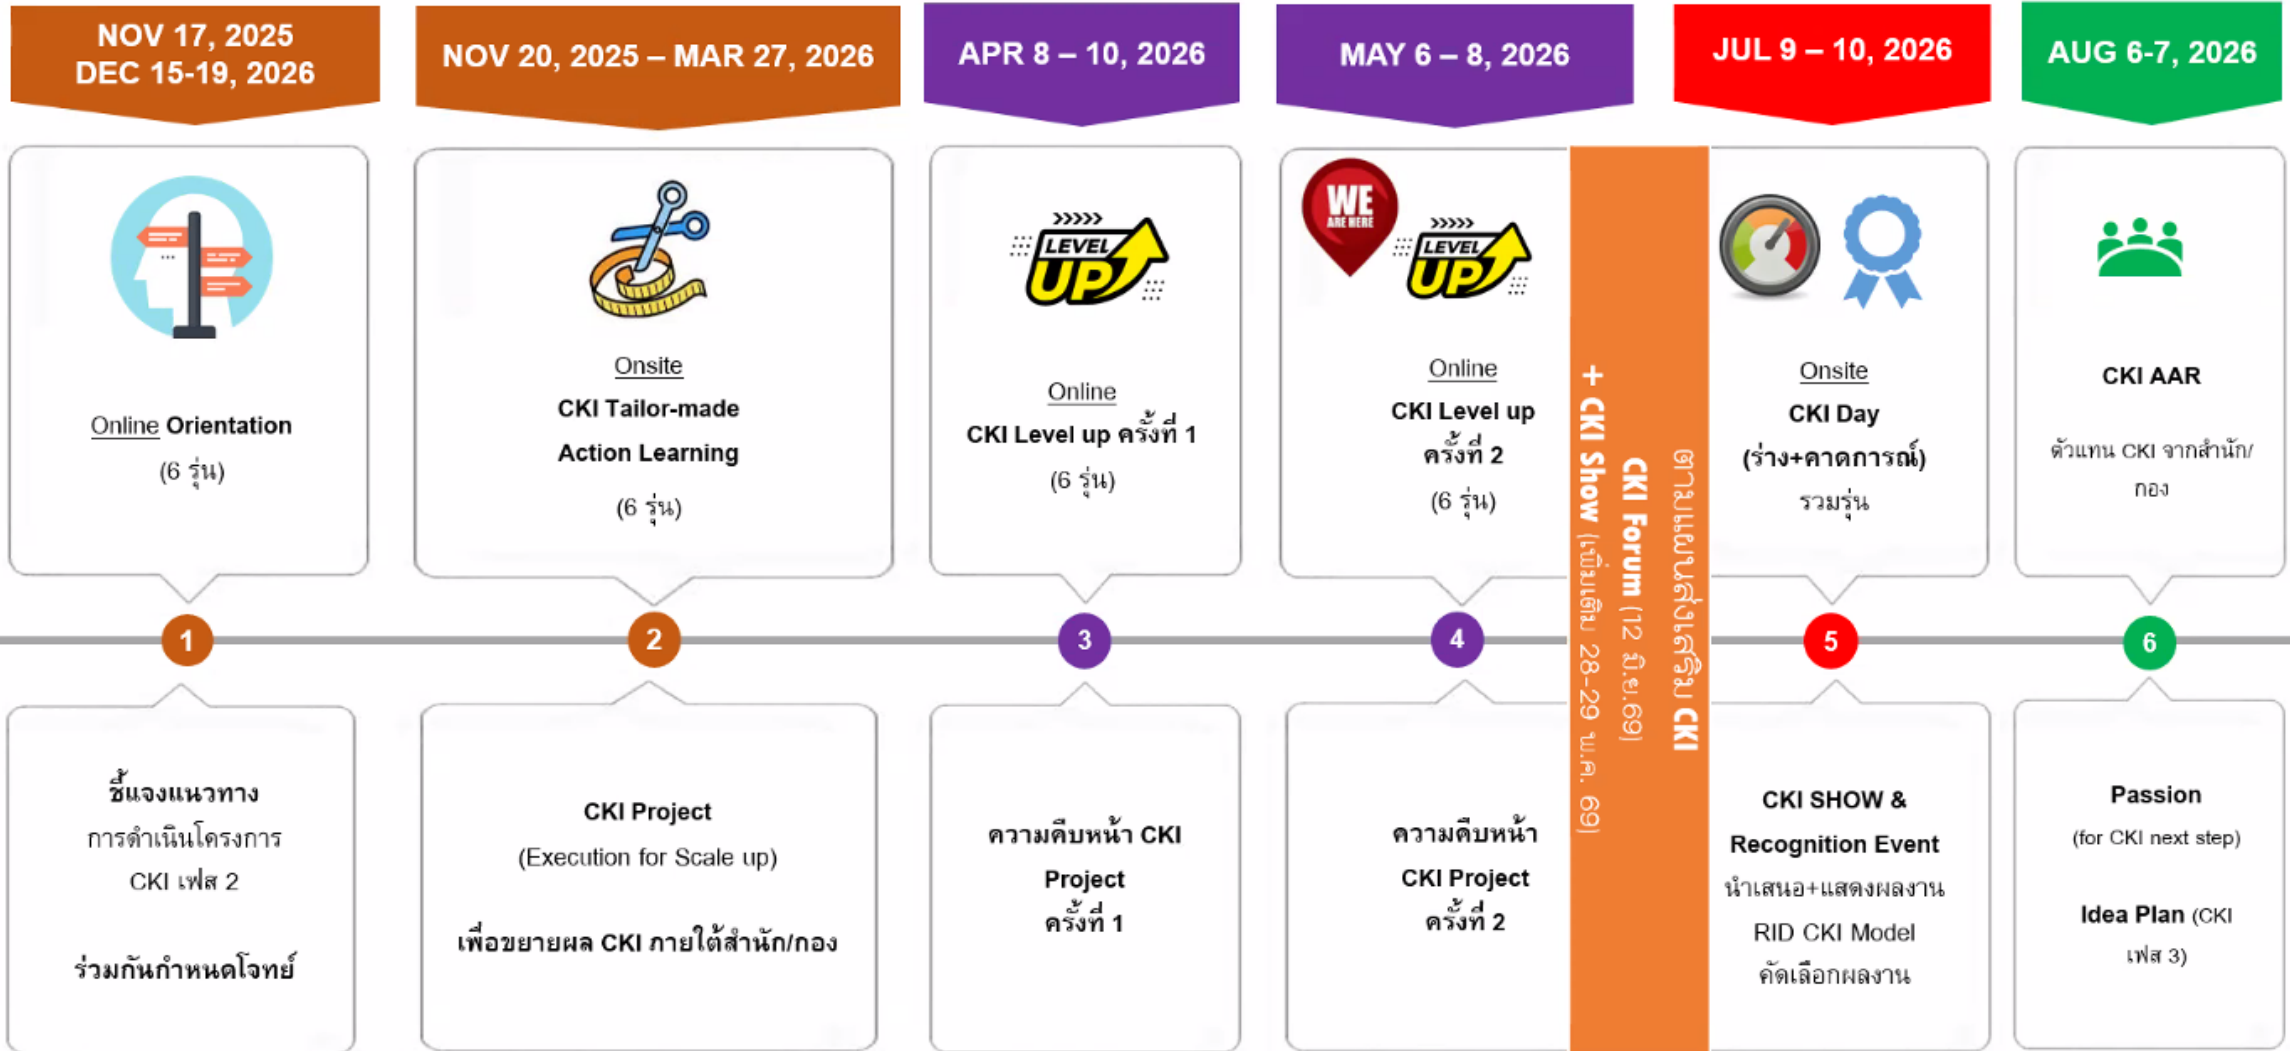 NOV 17, 2025
DEC 15-19, 2026
NOV 20, 2025 – MAR 27, 2026
APR 8 – 10, 2026
MAY 6 – 8, 2026
JUL 9 – 10, 2026
AUG 6-7, 2026
Online Orientation
(6 รุ่น)
Onsite
CKI Tailor-made
Action Learning
(6 รุ่น)
LEVEL
UP
Online
CKI Level up ครั้งที่ 1
(6 รุ่น)
WE
ARE HERE
LEVEL
UP
Online
CKI Level up
ครั้งที่ 2
(6 รุ่น)
ตามแผนส่งเสริม CKI
CKI Forum (12 มิ.ย.69)
+ CKI Show (เพิ่มเติม 28-29 พ.ค. 69)
Onsite
CKI Day
(ร่าง+คาดการณ์)
รวมรุ่น
CKI AAR
ตัวแทน CKI จากสำนัก/
กอง
1
2
3
4
5
6
ชี้แจงแนวทาง
การดำเนินโครงการ
CKI เฟส 2
ร่วมกันกำหนดโจทย์
CKI Project
(Execution for Scale up)
เพื่อขยายผล CKI ภายใต้สำนัก/กอง
ความคืบหน้า CKI
Project
ครั้งที่ 1
ความคืบหน้า
CKI Project
ครั้งที่ 2
CKI SHOW &
Recognition Event
นำเสนอ+แสดงผลงาน
RID CKI Model
คัดเลือกผลงาน
Passion
(for CKI next step)
Idea Plan (CKI
เฟส 3)